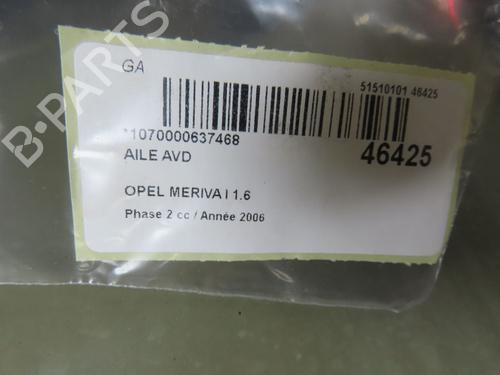 B-PARTS
GA
51510101 46425
*1070000637468
46425
AILE AVD
OPEL MERIVA I 1.6
Phase 2 cc / Année 2006